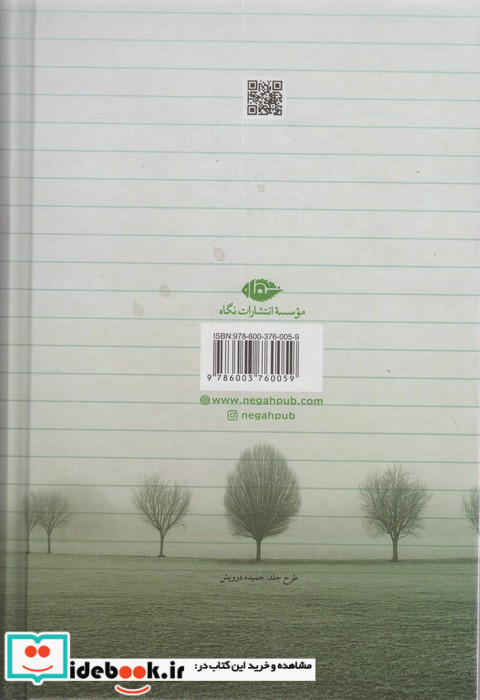 مؤسسهٔ انتشارات نگاه
ISBN:978-600-376-005-9
9 786003 760059
www.negahpub.com
negahpub
طرح جلد: حمیده درویش
idebook.ir
مشاهده و خرید این کتاب در: